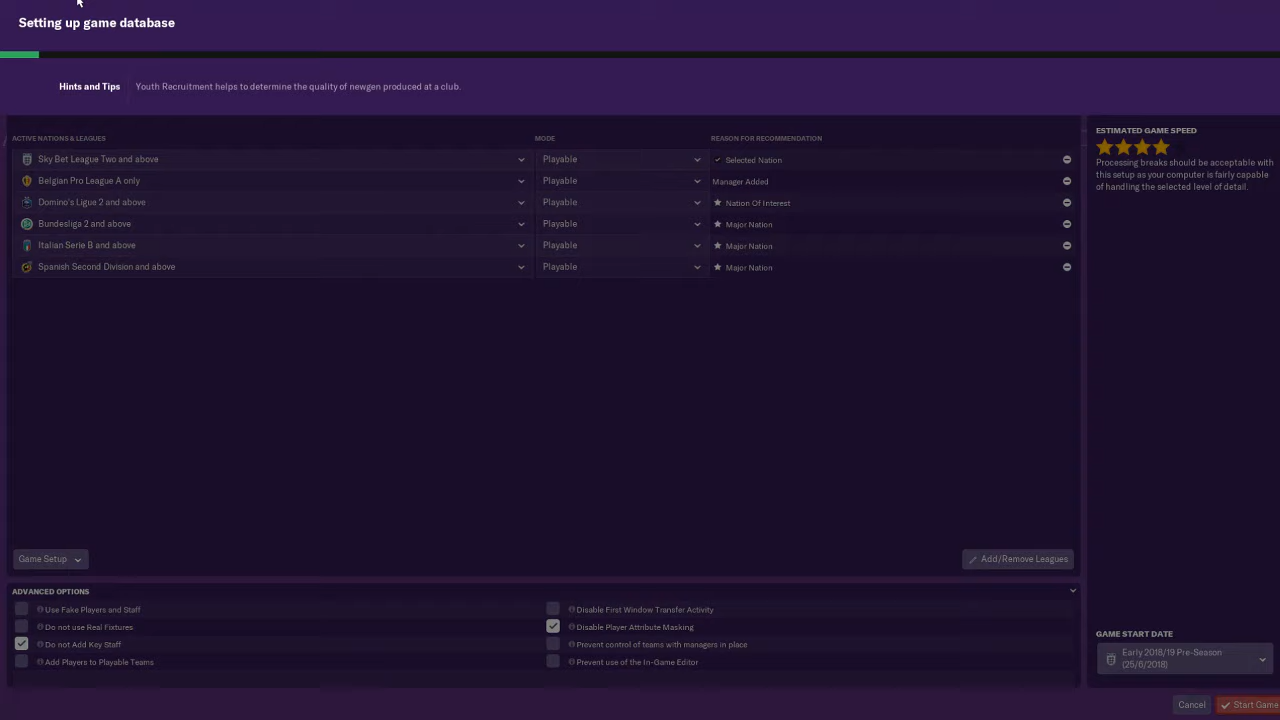 Setting up game database
Hints and Tips Youth Recruitment helps to determine the quality of newgen produced at a club.
ACTIVE NATIONS & LEAGUES MODE REASON FOR RECOMMENDATION
Sky Bet League Two and above Playable Selected Nation
Belgian Pro League A only Playable Manager Added
Domino's Ligue 2 and above Playable Nation Of Interest
Bundesliga 2 and above Playable Major Nation
Italian Serie B and above Playable Major Nation
Spanish Second Division and above Playable Major Nation
ESTIMATED GAME SPEED
Processing breaks should be acceptable with
this setup as your computer is fairly capable
of handling the selected level of detail.
Game Setup Add/Remove Leagues
ADVANCED OPTIONS
Use Fake Players and Staff Disable First Window Transfer Activity
Do not use Real Fixtures Disable Player Attribute Masking
Do not Add Key Staff Prevent control of teams with managers in place
Add Players to Playable Teams Prevent use of the In-Game Editor
GAME START DATE
Early 2018/19 Pre-Season
(25/6/2018)
Cancel Start Game